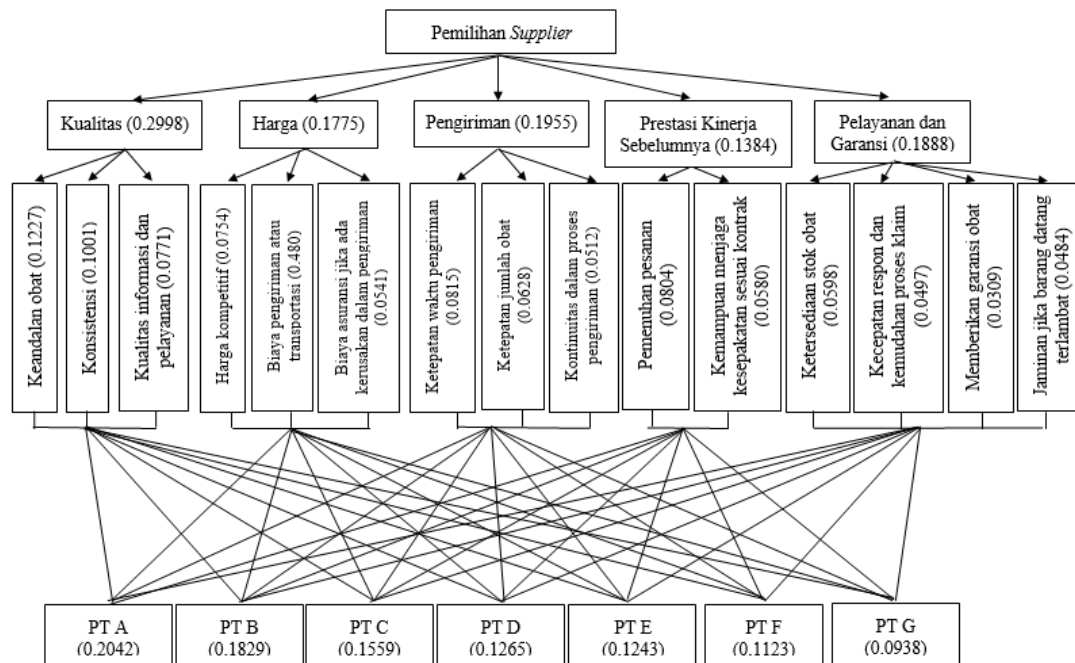 Pemilihan Supplier
Kualitas (0.2998)
Harga (0.1775)
Pengiriman (0.1955)
Prestasi Kinerja
Sebelumnya (0.1384)
Pelayanan dan
Garansi (0.1888)
Keandalan obat (0.1227)
Konsistensi (0.1001)
Kualitas informasi dan
pelayanan (0.0771)
Harga kompetitif (0.0754)
Biaya pengiriman atau
transportasi (0.480)
Biaya asuransi jika ada
kerusakan dalam pengiriman
(0.0541)
Ketepatan waktu pengiriman
(0.0815)
Ketepatan jumlah obat
(0.0628)
Kontinuitas dalam proses
pengiriman (0.0512)
Pemenuhan pesanan
(0.0804)
Kemampuan menjaga
kesepakatan sesuai kontrak
(0.0580)
Ketersediaan stok obat
(0.0598)
Kecepatan respon dan
kemudahan proses klaim
(0.0497)
Memberikan garansi obat
(0.0309)
Jaminan jika barang datang
terlambat (0.0484)
PT A
(0.2042)
PT B
(0.1829)
PT C
(0.1559)
PT D
(0.1265)
PT E
(0.1243)
PT F
(0.1123)
PT G
(0.0938)